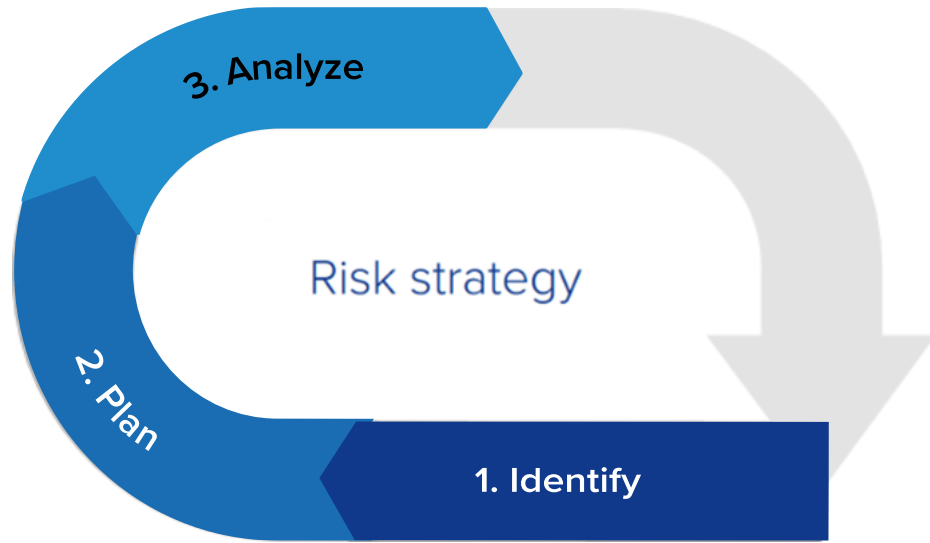 3. Analyze
Risk strategy
2. Plan
1. Identify